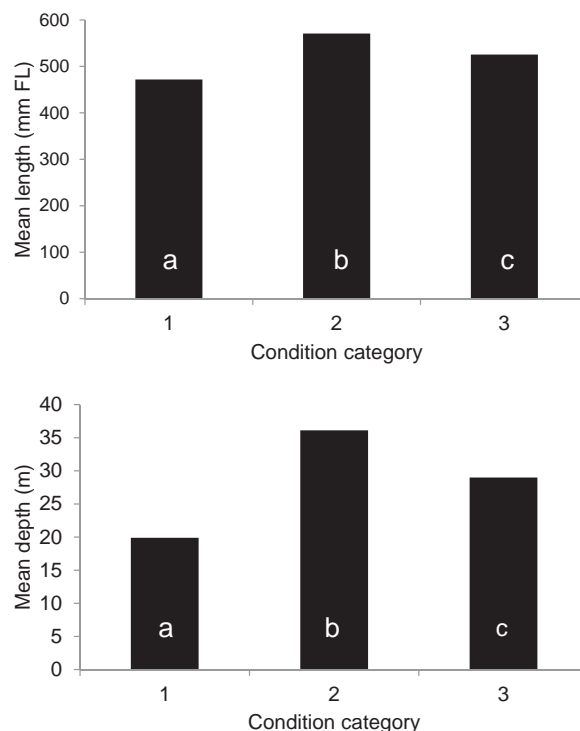 600
500
400
300
200
100
0
Mean length (mm FL)
a
b
c
1
2
3
Condition category
40
35
30
25
20
15
10
5
0
Mean depth (m)
a
b
c
1
2
3
Condition category